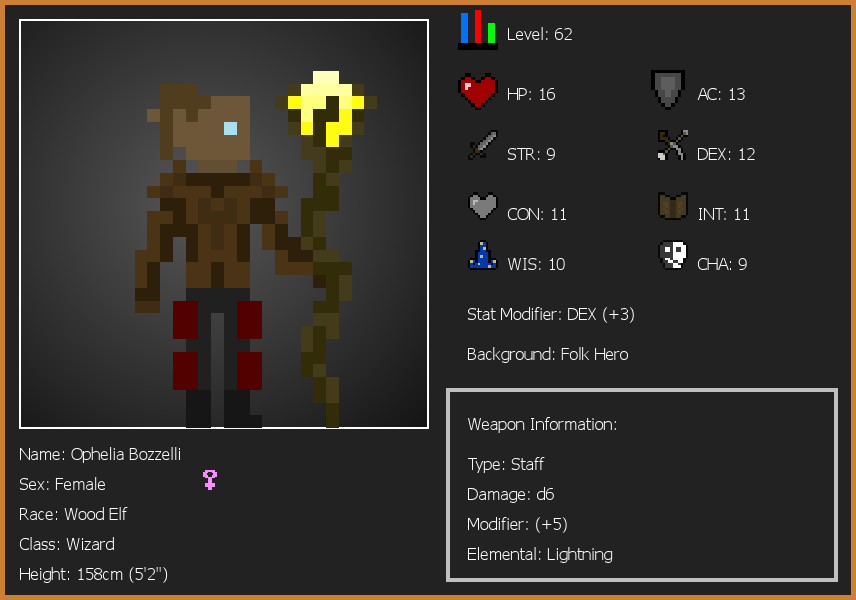 Level: 62
HP: 16
AC: 13
STR: 9
DEX: 12
CON: 11
INT: 11
WIS: 10
CHA: 9
Stat Modifier: DEX (+3)
Background: Folk Hero
Weapon Information:
Type: Staff
Damage: d6
Modifier: (+5)
Elemental: Lightning
Name: Ophelia Bozzelli
Sex: Female
Race: Wood Elf
Class: Wizard
Height: 158cm (5'2")